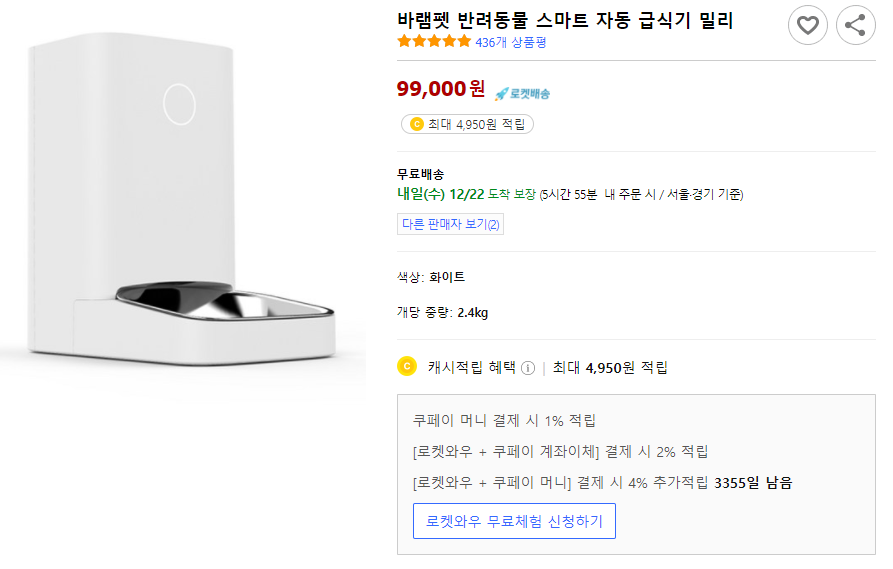 바램펫 반려동물 스마트 자동 급식기 밀리
436개 상품평
99,000원 로켓배송
C 최대 4,950원 적립
무료배송
내일(수) 12/22 도착 보장 (5시간 55분 내 주문 시 / 서울·경기 기준)
다른 판매자 보기(2)
색상: 화이트
개당 중량: 2.4kg
C 캐시적립 혜택 i | 최대 4,950원 적립
쿠페이 머니 결제 시 1% 적립
[로켓와우 + 쿠페이 계좌이체] 결제 시 2% 적립
[로켓와우 + 쿠페이 머니] 결제 시 4% 추가적립 3355일 남음
로켓와우 무료체험 신청하기